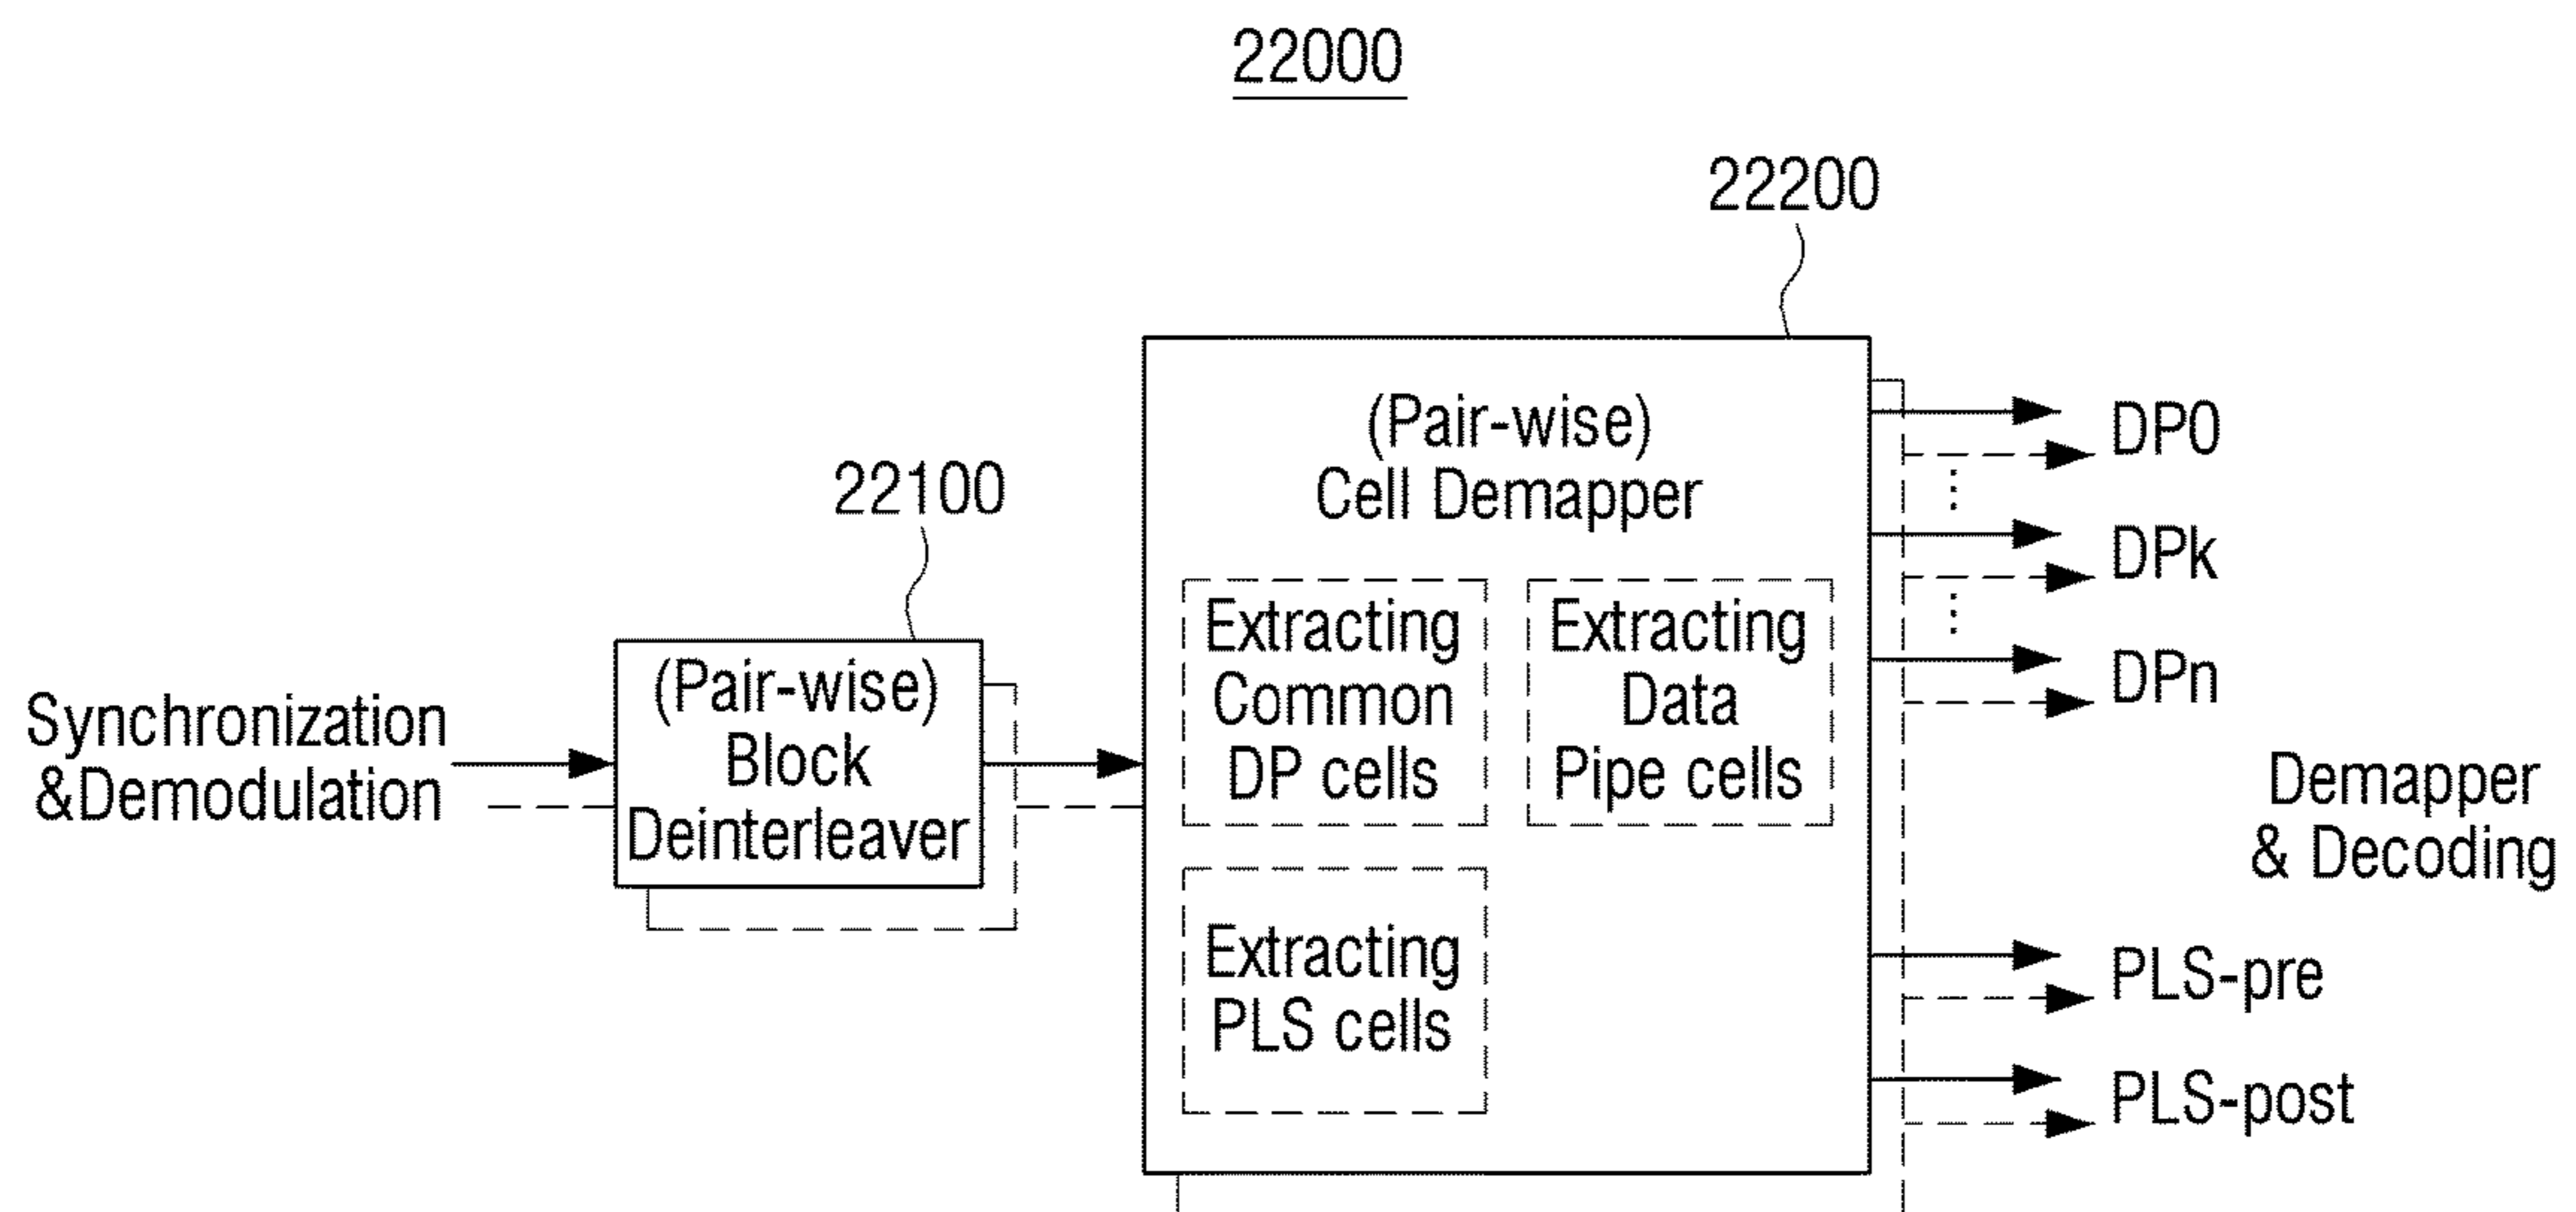 22000
22200
22100
Synchronization
&Demodulation
(Pair-wise)
Block
Deinterleaver
(Pair-wise)
Cell Demapper
Extracting
Common
DP cells
Extracting
Data
Pipe cells
Extracting
PLS cells
DP0
DPk
DPn
Demapper
& Decoding
PLS-pre
PLS-post